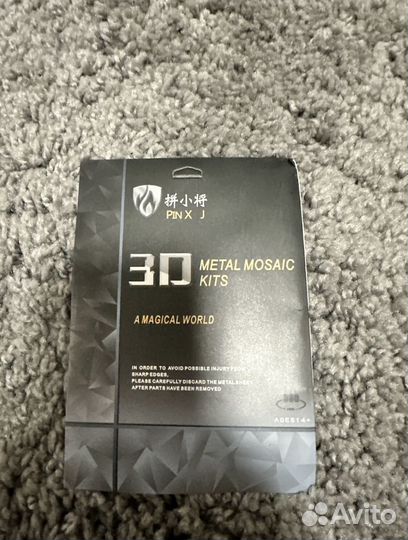 拼小将
PIN X J
3D METAL MOSAIC
KITS
A MAGICAL WORLD
IN ORDER TO AVOID POSSIBLE INJURY FROM
SHARP EDGES,
PLEASE CAREFULLY DISCARD THE METAL SHEET
AFTER PARTS HAVE BEEN REMOVED
AGES14+
Avito